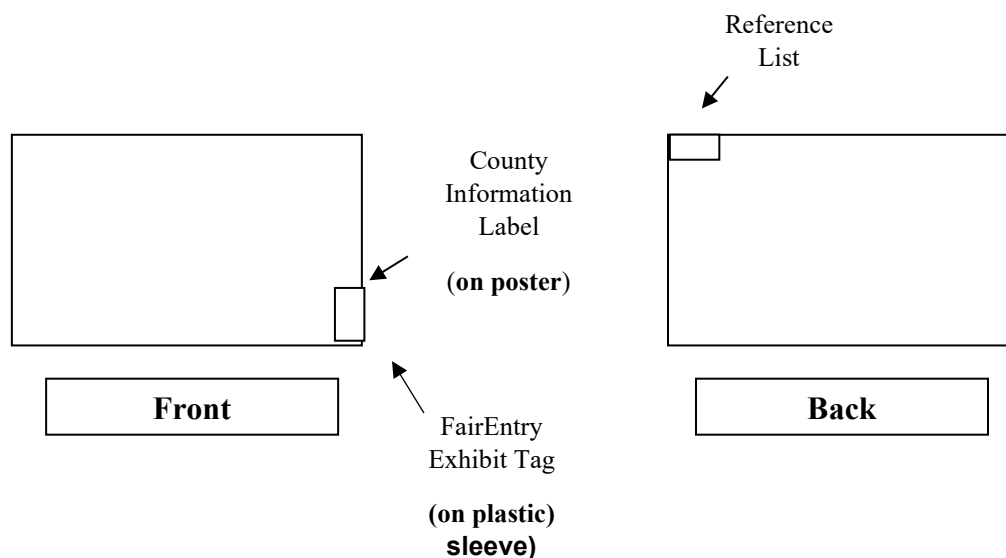 Reference
List
County
Information
Label
(on poster)
Front
Back
FairEntry
Exhibit Tag
(on plastic)
sleeve)